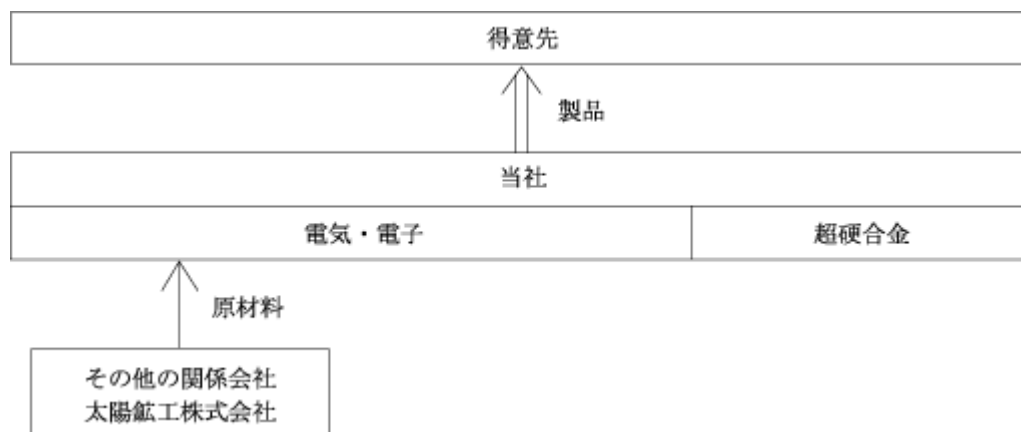 得意先
製品
当社
電気・電子
超硬合金
原材料
その他の関係会社
太陽鉱工株式会社